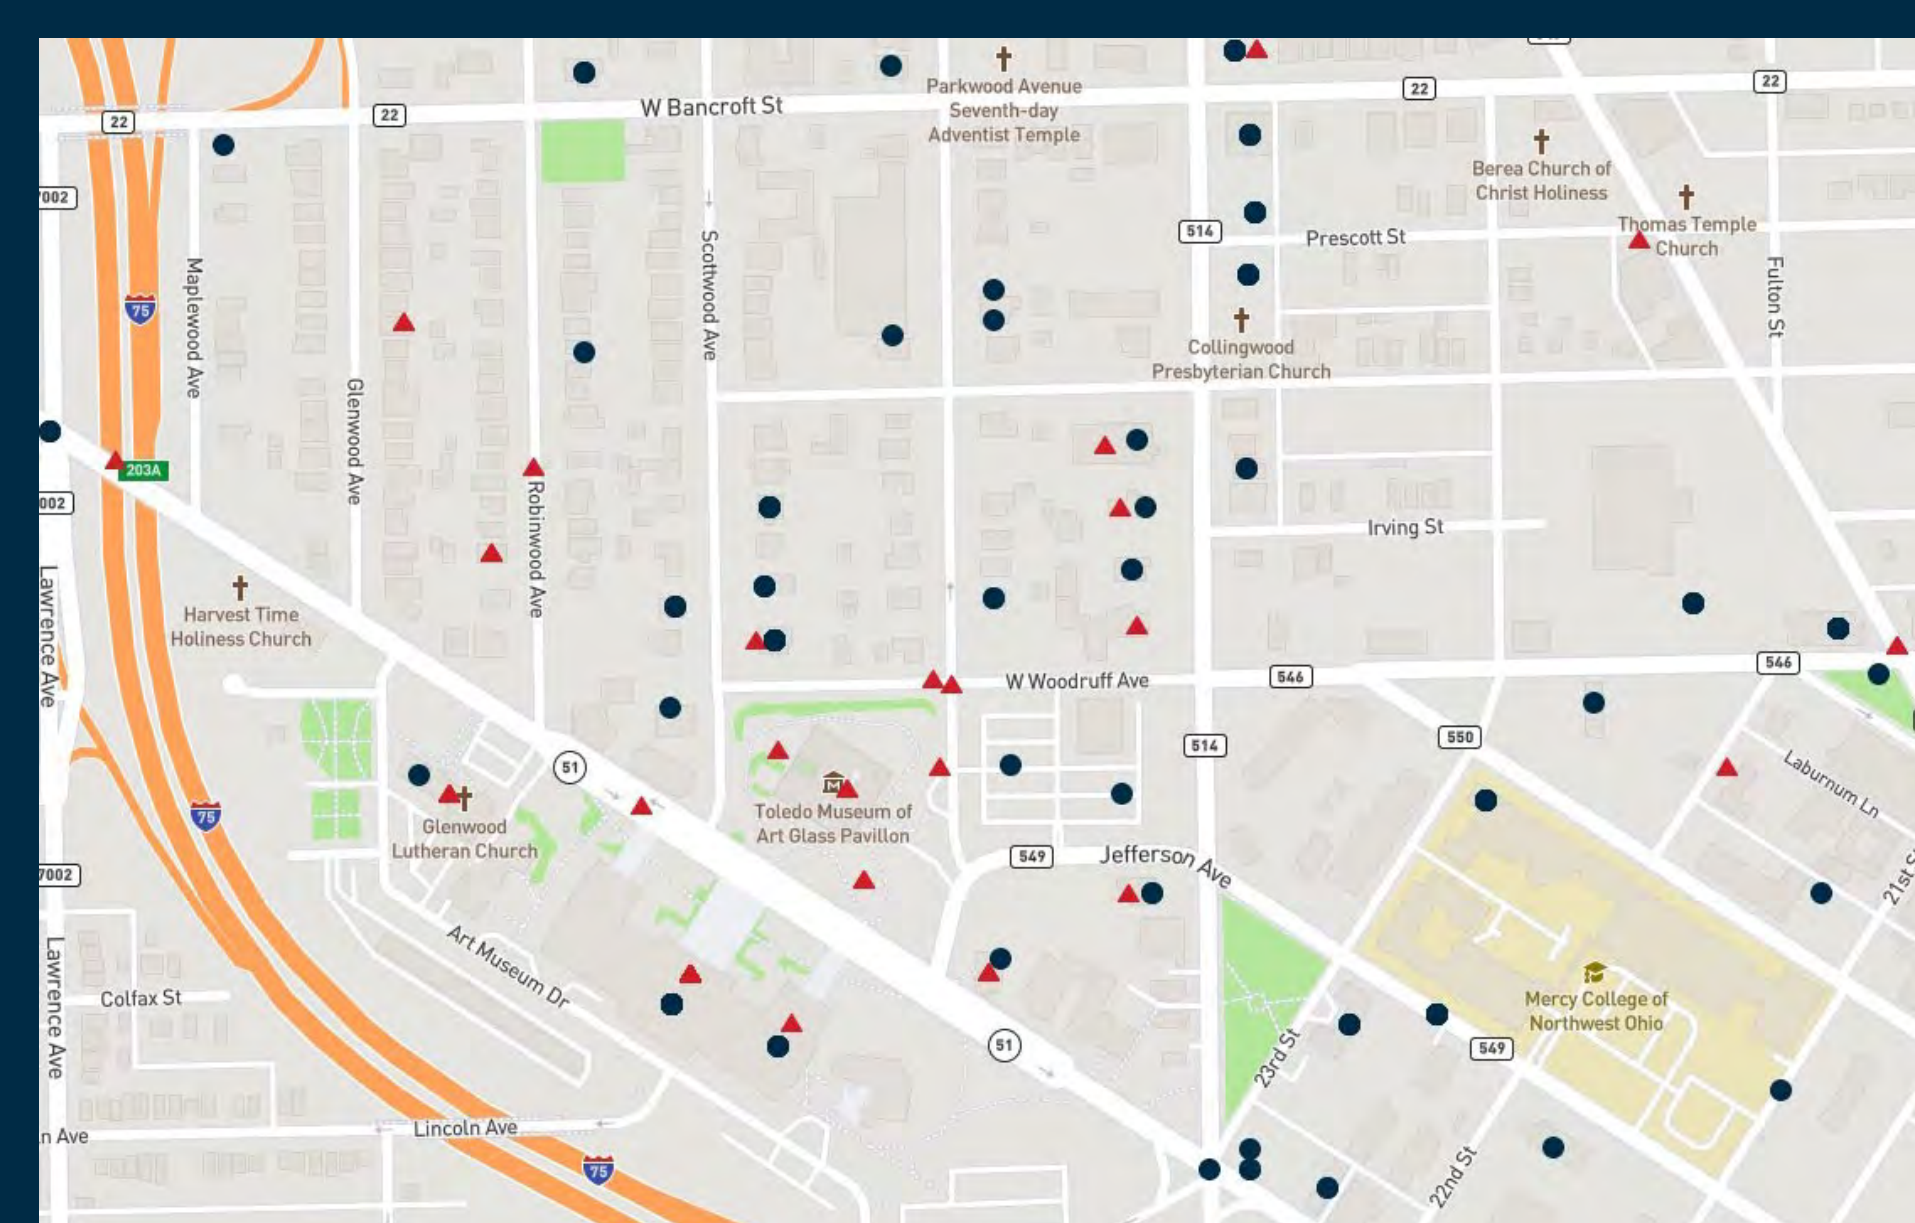 W Bancroft St
22
22
22
22
Parkwood Avenue
Seventh-day
Adventist Temple
Berea Church of
Christ Holiness
7002
Thomas Temple
Church
514
Prescott St
Maplewood Ave
Scottwood Ave
Fulton St
75
Collingwood
Presbyterian Church
Glenwood Ave
203A
002
Robinwood Ave
Irving St
Lawrence Ave
Harvest Time
Holiness Church
W Woodruff Ave
546
546
51
514
550
Laburnum Ln
75
Toledo Museum of
Art Glass Pavillon
Glenwood
Lutheran Church
549
Jefferson Ave
7002
21st S
Art Museum Dr
Lawrence Ave
Colfax St
Mercy College of
Northwest Ohio
51
549
23rd St
n Ave
Lincoln Ave
75
22nd St